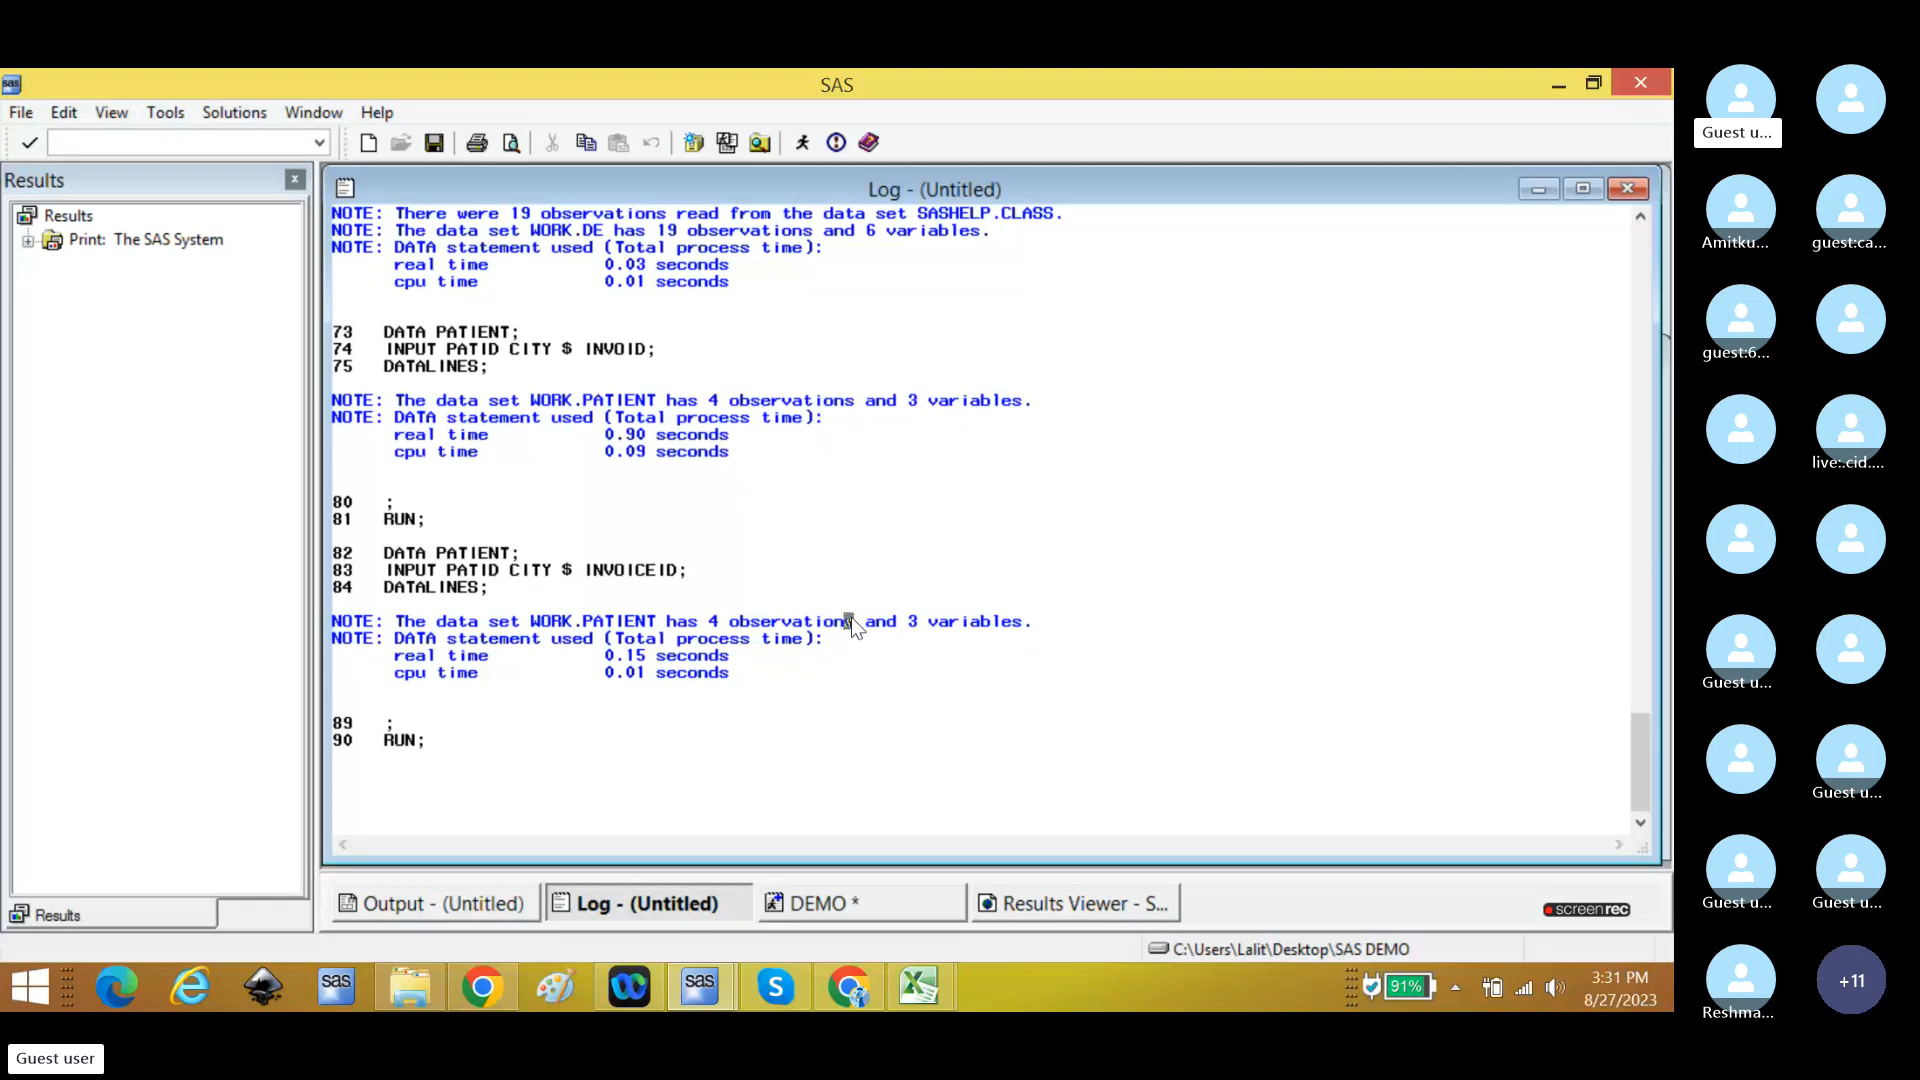 SAS
File Edit View Tools Solutions Window Help
Results
Results
Print: The SAS System
Results
Log - (Untitled)
NOTE: There were 19 observations read from the data set SASHELP.CLASS.
NOTE: The data set WORK.DE has 19 observations and 6 variables.
NOTE: DATA statement used (Total process time):
real time 0.03 seconds
cpu time 0.01 seconds
73 DATA PATIENT;
74 INPUT PATID CITY $ INVOID;
75 DATALINES;
NOTE: The data set WORK.PATIENT has 4 observations and 3 variables.
NOTE: DATA statement used (Total process time):
real time 0.90 seconds
cpu time 0.09 seconds
80 ;
81 RUN;
82 DATA PATIENT;
83 INPUT PATID CITY $ INVOICEID;
84 DATALINES;
NOTE: The data set WORK.PATIENT has 4 observations and 3 variables.
NOTE: DATA statement used (Total process time):
real time 0.15 seconds
cpu time 0.01 seconds
89 ;
90 RUN;
Output - (Untitled) Log - (Untitled) DEMO * Results Viewer - S...
screenrec
C:\Users\Lalit\Desktop\SAS DEMO
sas sas
91%
3:31 PM
8/27/2023
Guest u...
Amitku... guest:ca...
guest:6...
live:.cid....
Guest u...
Guest u...
Guest u... Guest u...
Reshma... +11
Guest user